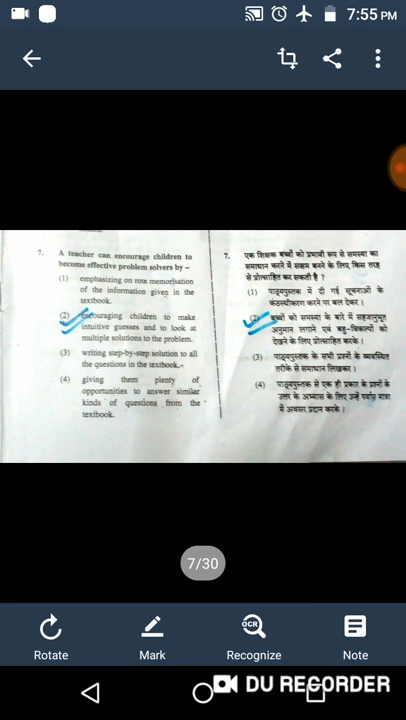 7:55 PM
7. A teacher can encourage children to
become effective problem solvers by –
(1) emphasizing on rote memorisation
of the information given in the
textbook.
(2) encouraging children to make
intuitive guesses and to look at
multiple solutions to the problem.
(3) writing step-by-step solution to all
the questions in the textbook.
(4) giving them plenty of
opportunities to answer similar
kinds of questions from the
textbook.
7. एक शिक्षक बच्चों को प्रभावी रूप से समस्या का
समाधान करने में सक्षम बनने के लिए किस तरह
से प्रोत्साहित कर सकती है ?
(1) पाठ्यपुस्तक में दी गई सूचनाओं के
कंठस्थीकरण करने पर बल देकर।
(2) बच्चों को समस्या के बारे में सहजानुभूत
अनुमान लगाने एवं बहु-विकल्पों को
देखने के लिए प्रोत्साहित करके।
(3) पाठ्यपुस्तक के सभी प्रश्नों के व्यवस्थित
तरीके से समाधान लिखकर।
(4) पाठ्यपुस्तक से एक ही प्रकार के प्रश्नों के
उत्तर के अभ्यास के लिए उन्हें पर्याप्त मात्रा
में अवसर प्रदान करके।
7/30
OCR
Rotate Mark Recognize Note
DU RECORDER